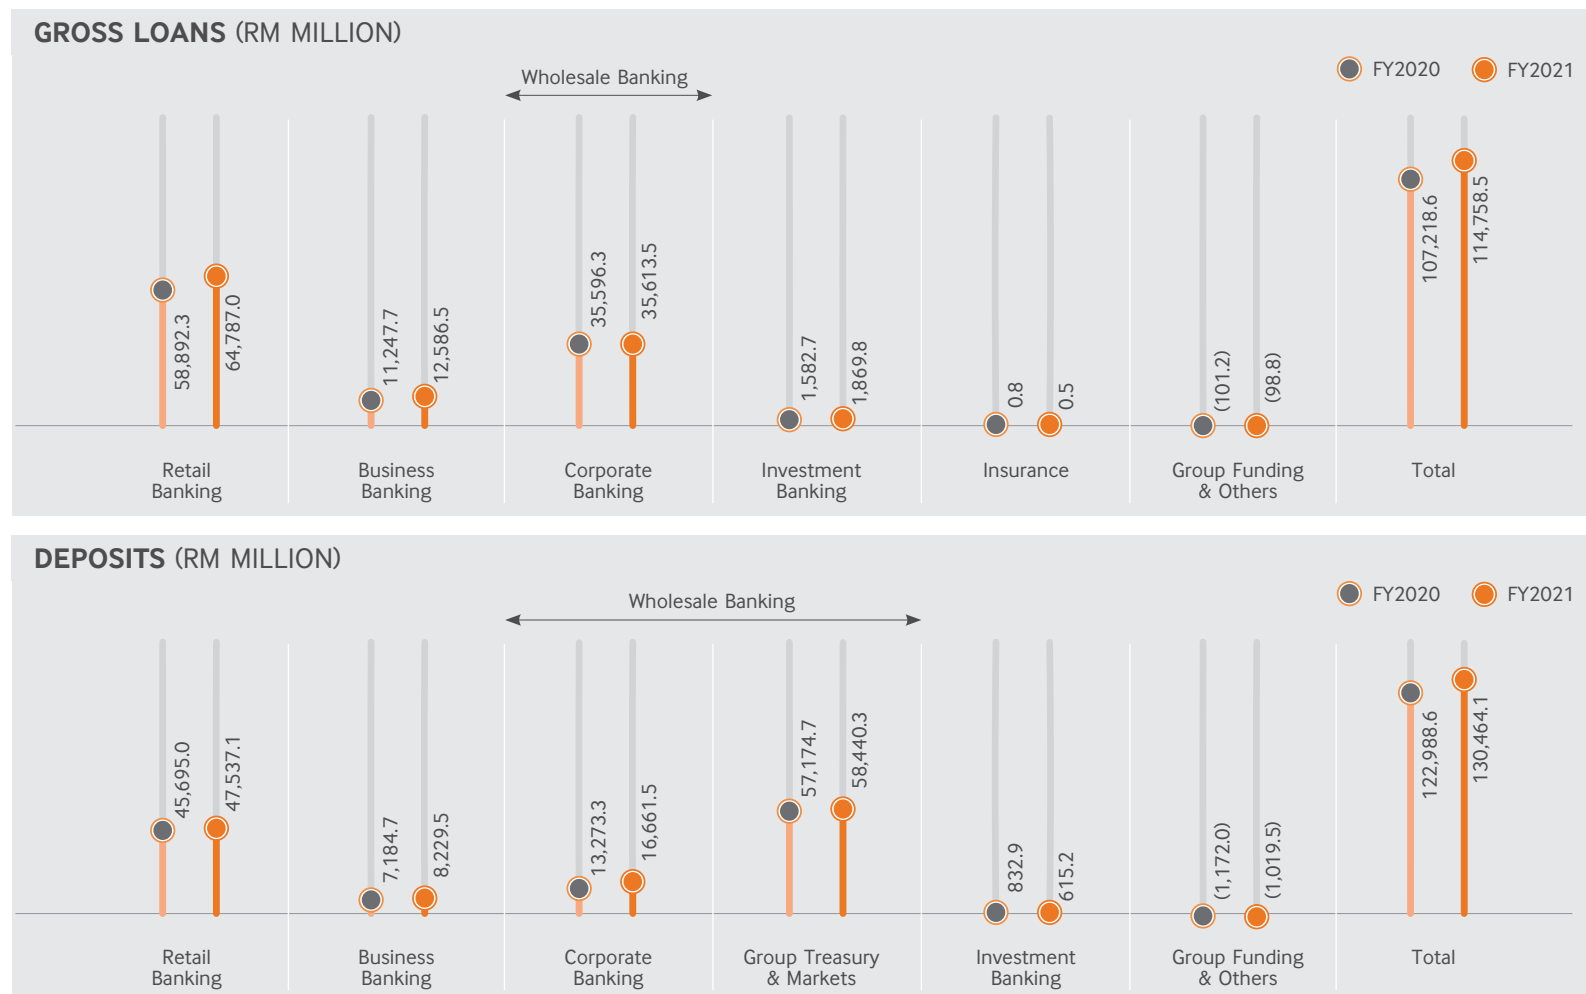 GROSS LOANS (RM MILLION)
FY2020 FY2021
Wholesale Banking
58,892.3 64,787.0 11,247.7 12,586.5 35,596.3 35,613.5 1,582.7 1,869.8 0.8 0.5 (101.2) (98.8) 107,218.6 114,758.5
Retail Business Corporate Investment Insurance Group Funding Total
Banking Banking Banking Banking & Others
DEPOSITS (RM MILLION)
FY2020 FY2021
Wholesale Banking
45,695.0 47,537.1 7,184.7 8,229.5 13,273.3 16,661.5 57,174.7 58,440.3 832.9 615.2 (1,172.0) (1,019.5) 122,988.6 130,464.1
Retail Business Corporate Group Treasury Investment Group Funding Total
Banking Banking Banking & Markets Banking & Others